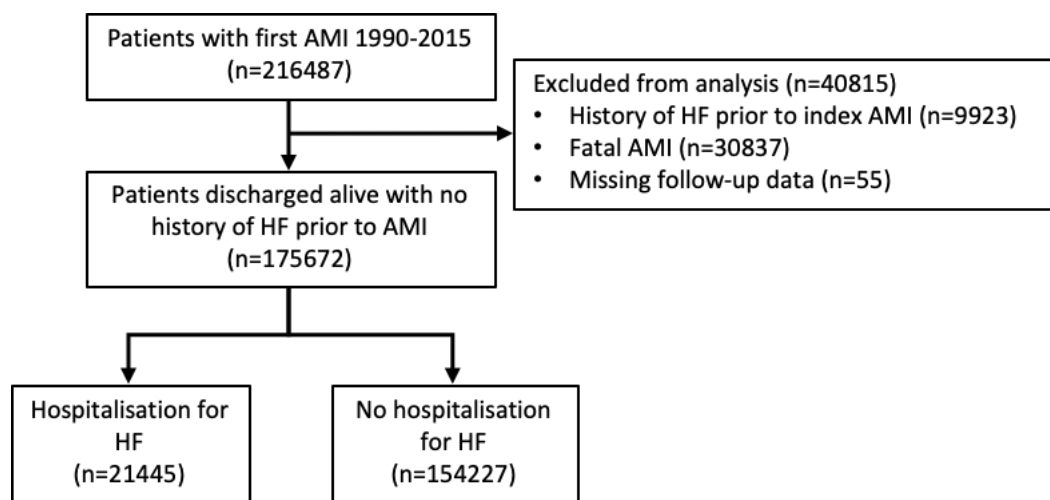 Patients with first AMI 1990-2015
(n=216487)
Excluded from analysis (n=40815)
• History of HF prior to index AMI (n=9923)
• Fatal AMI (n=30837)
• Missing follow-up data (n=55)
Patients discharged alive with no
history of HF prior to AMI
(n=175672)
Hospitalisation for
HF
(n=21445)
No hospitalisation
for HF
(n=154227)